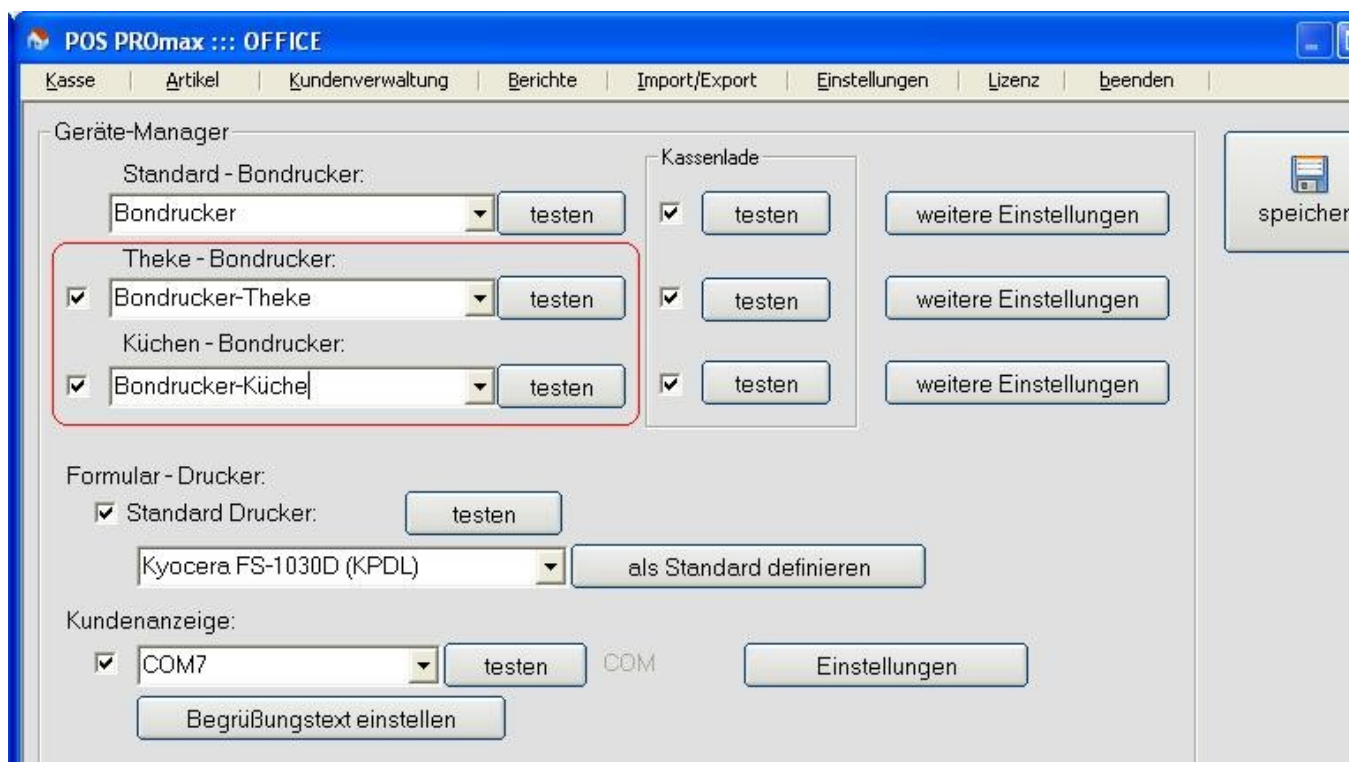 POS PROmax ::: OFFICE
Kasse | Artikel | Kundenverwaltung | Berichte | Import/Export | Einstellungen | Lizenz | beenden |
Geräte-Manager
Kassenlade
Standard - Bondrucker:
Bondrucker testen testen weitere Einstellungen
speicher
Theke - Bondrucker:
Bondrucker-Theke testen testen weitere Einstellungen
Küchen - Bondrucker:
Bondrucker-Küche testen testen weitere Einstellungen
Formular - Drucker:
Standard Drucker: testen
Kyocera FS-1030D (KPDL) als Standard definieren
Kundenanzeige:
COM7 testen COM Einstellungen
Begrüßungstext einstellen